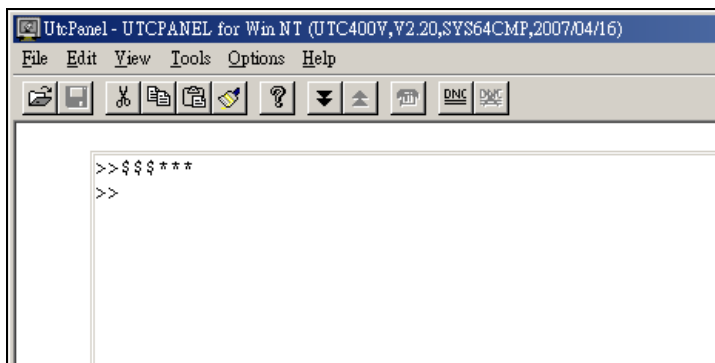 UtcPanel - UTCPANEL for Win NT (UTC400V,V2.20,SYS64CMP,2007/04/16)
File Edit View Tools Options Help
DNC DNC
>>$$$***
>>